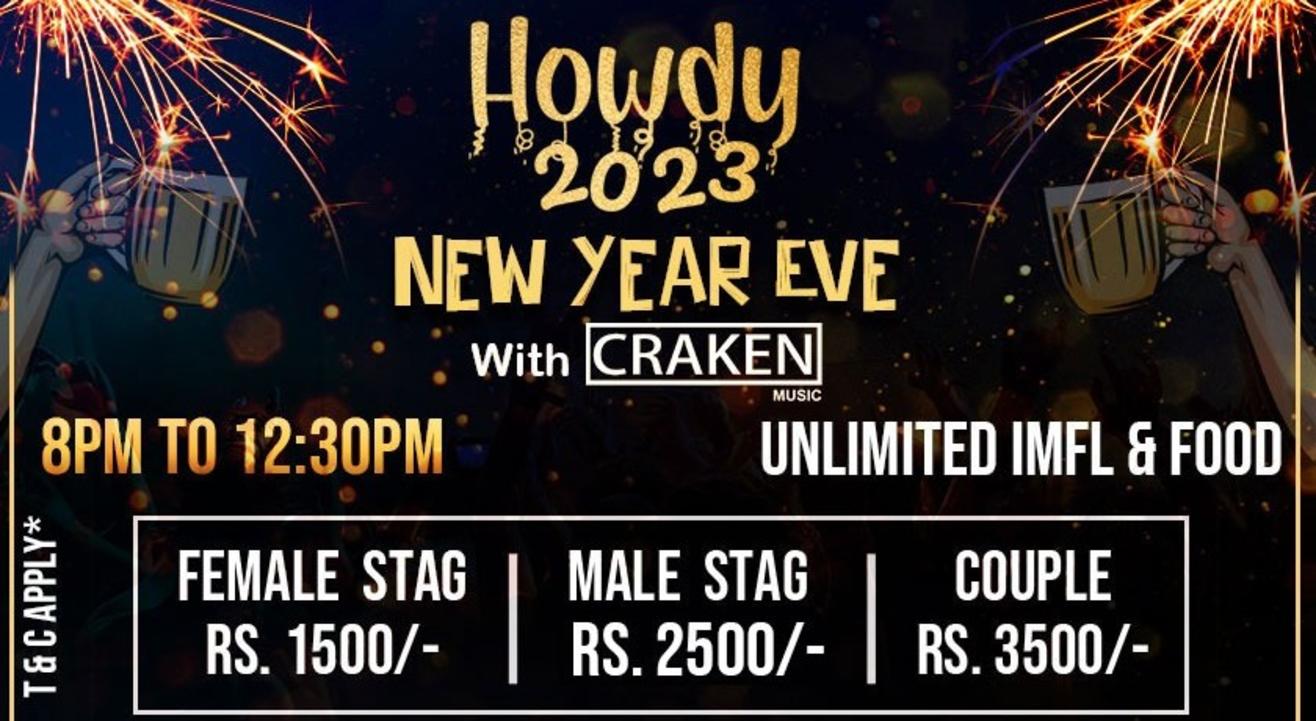 Howdy
2023
NEW YEAR EVE
With CRAKEN
MUSIC
8PM TO 12:30PM
UNLIMITED IMFL & FOOD
T & C APPLY*
FEMALE STAG
RS. 1500/-
MALE STAG
RS. 2500/-
COUPLE
RS. 3500/-